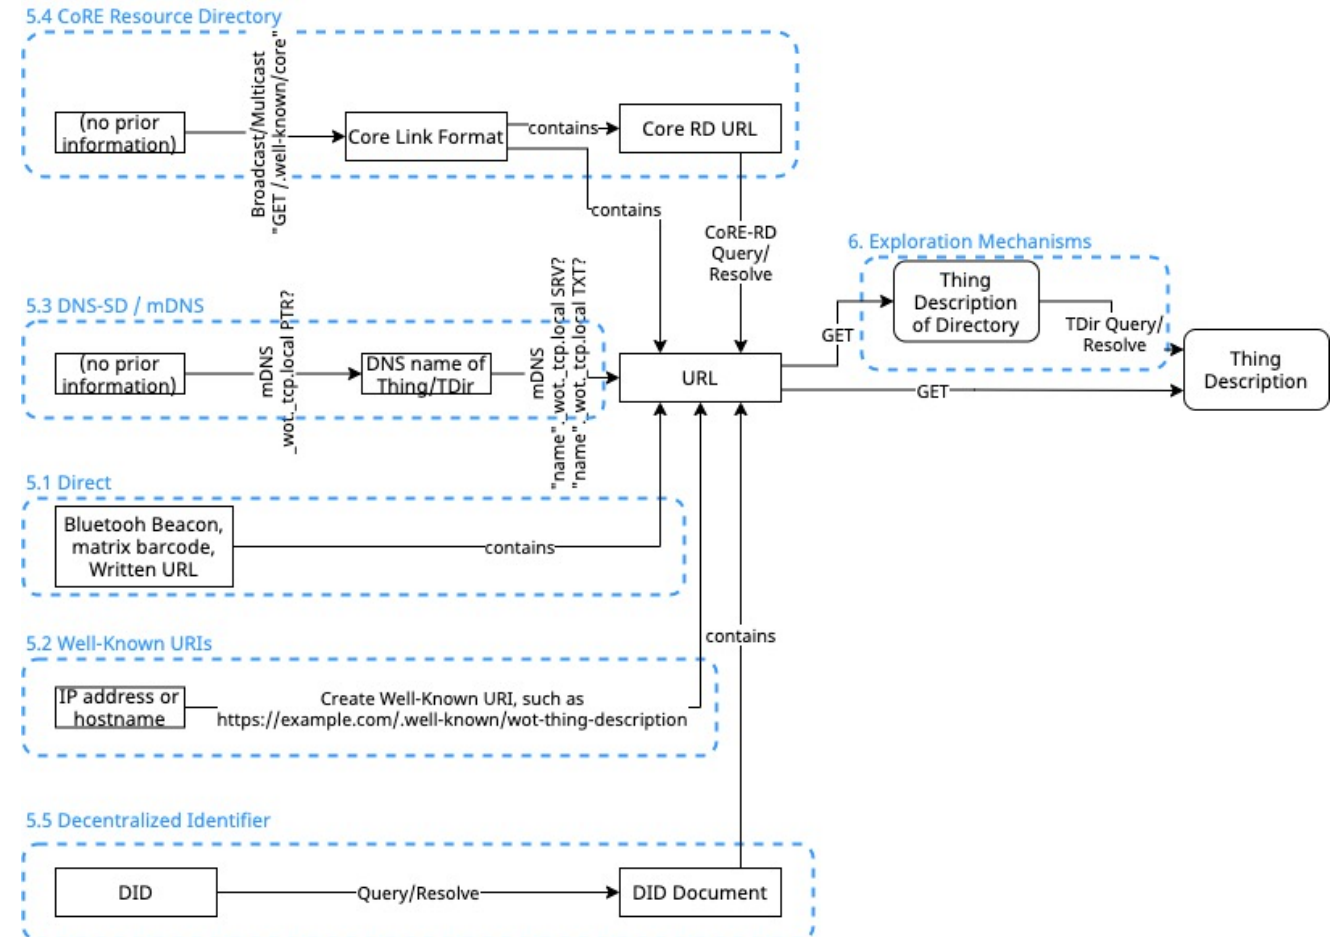 5.4 CoRE Resource Directory
(no prior
information)
Broadcast/Multicast
"GET /.well-known/core"
Core Link Format
contains
Core RD URL
contains
CoRE-RD
Query/
Resolve
6. Exploration Mechanisms
Thing
Description
of Directory
GET
TDir Query/
Resolve
Thing
Description
5.3 DNS-SD / mDNS
(no prior
information)
mDNS
_wot._tcp.local PTR?
DNS name of
Thing/TDir
mDNS
"name"._wot._tcp.local SRV?
"name"._wot._tcp.local TXT?
URL
GET
5.1 Direct
Bluetooh Beacon,
matrix barcode,
Written URL
contains
5.2 Well-Known URIs
contains
IP address or
hostname
Create Well-Known URI, such as
https://example.com/.well-known/wot-thing-description
5.5 Decentralized Identifier
DID
Query/Resolve
DID Document